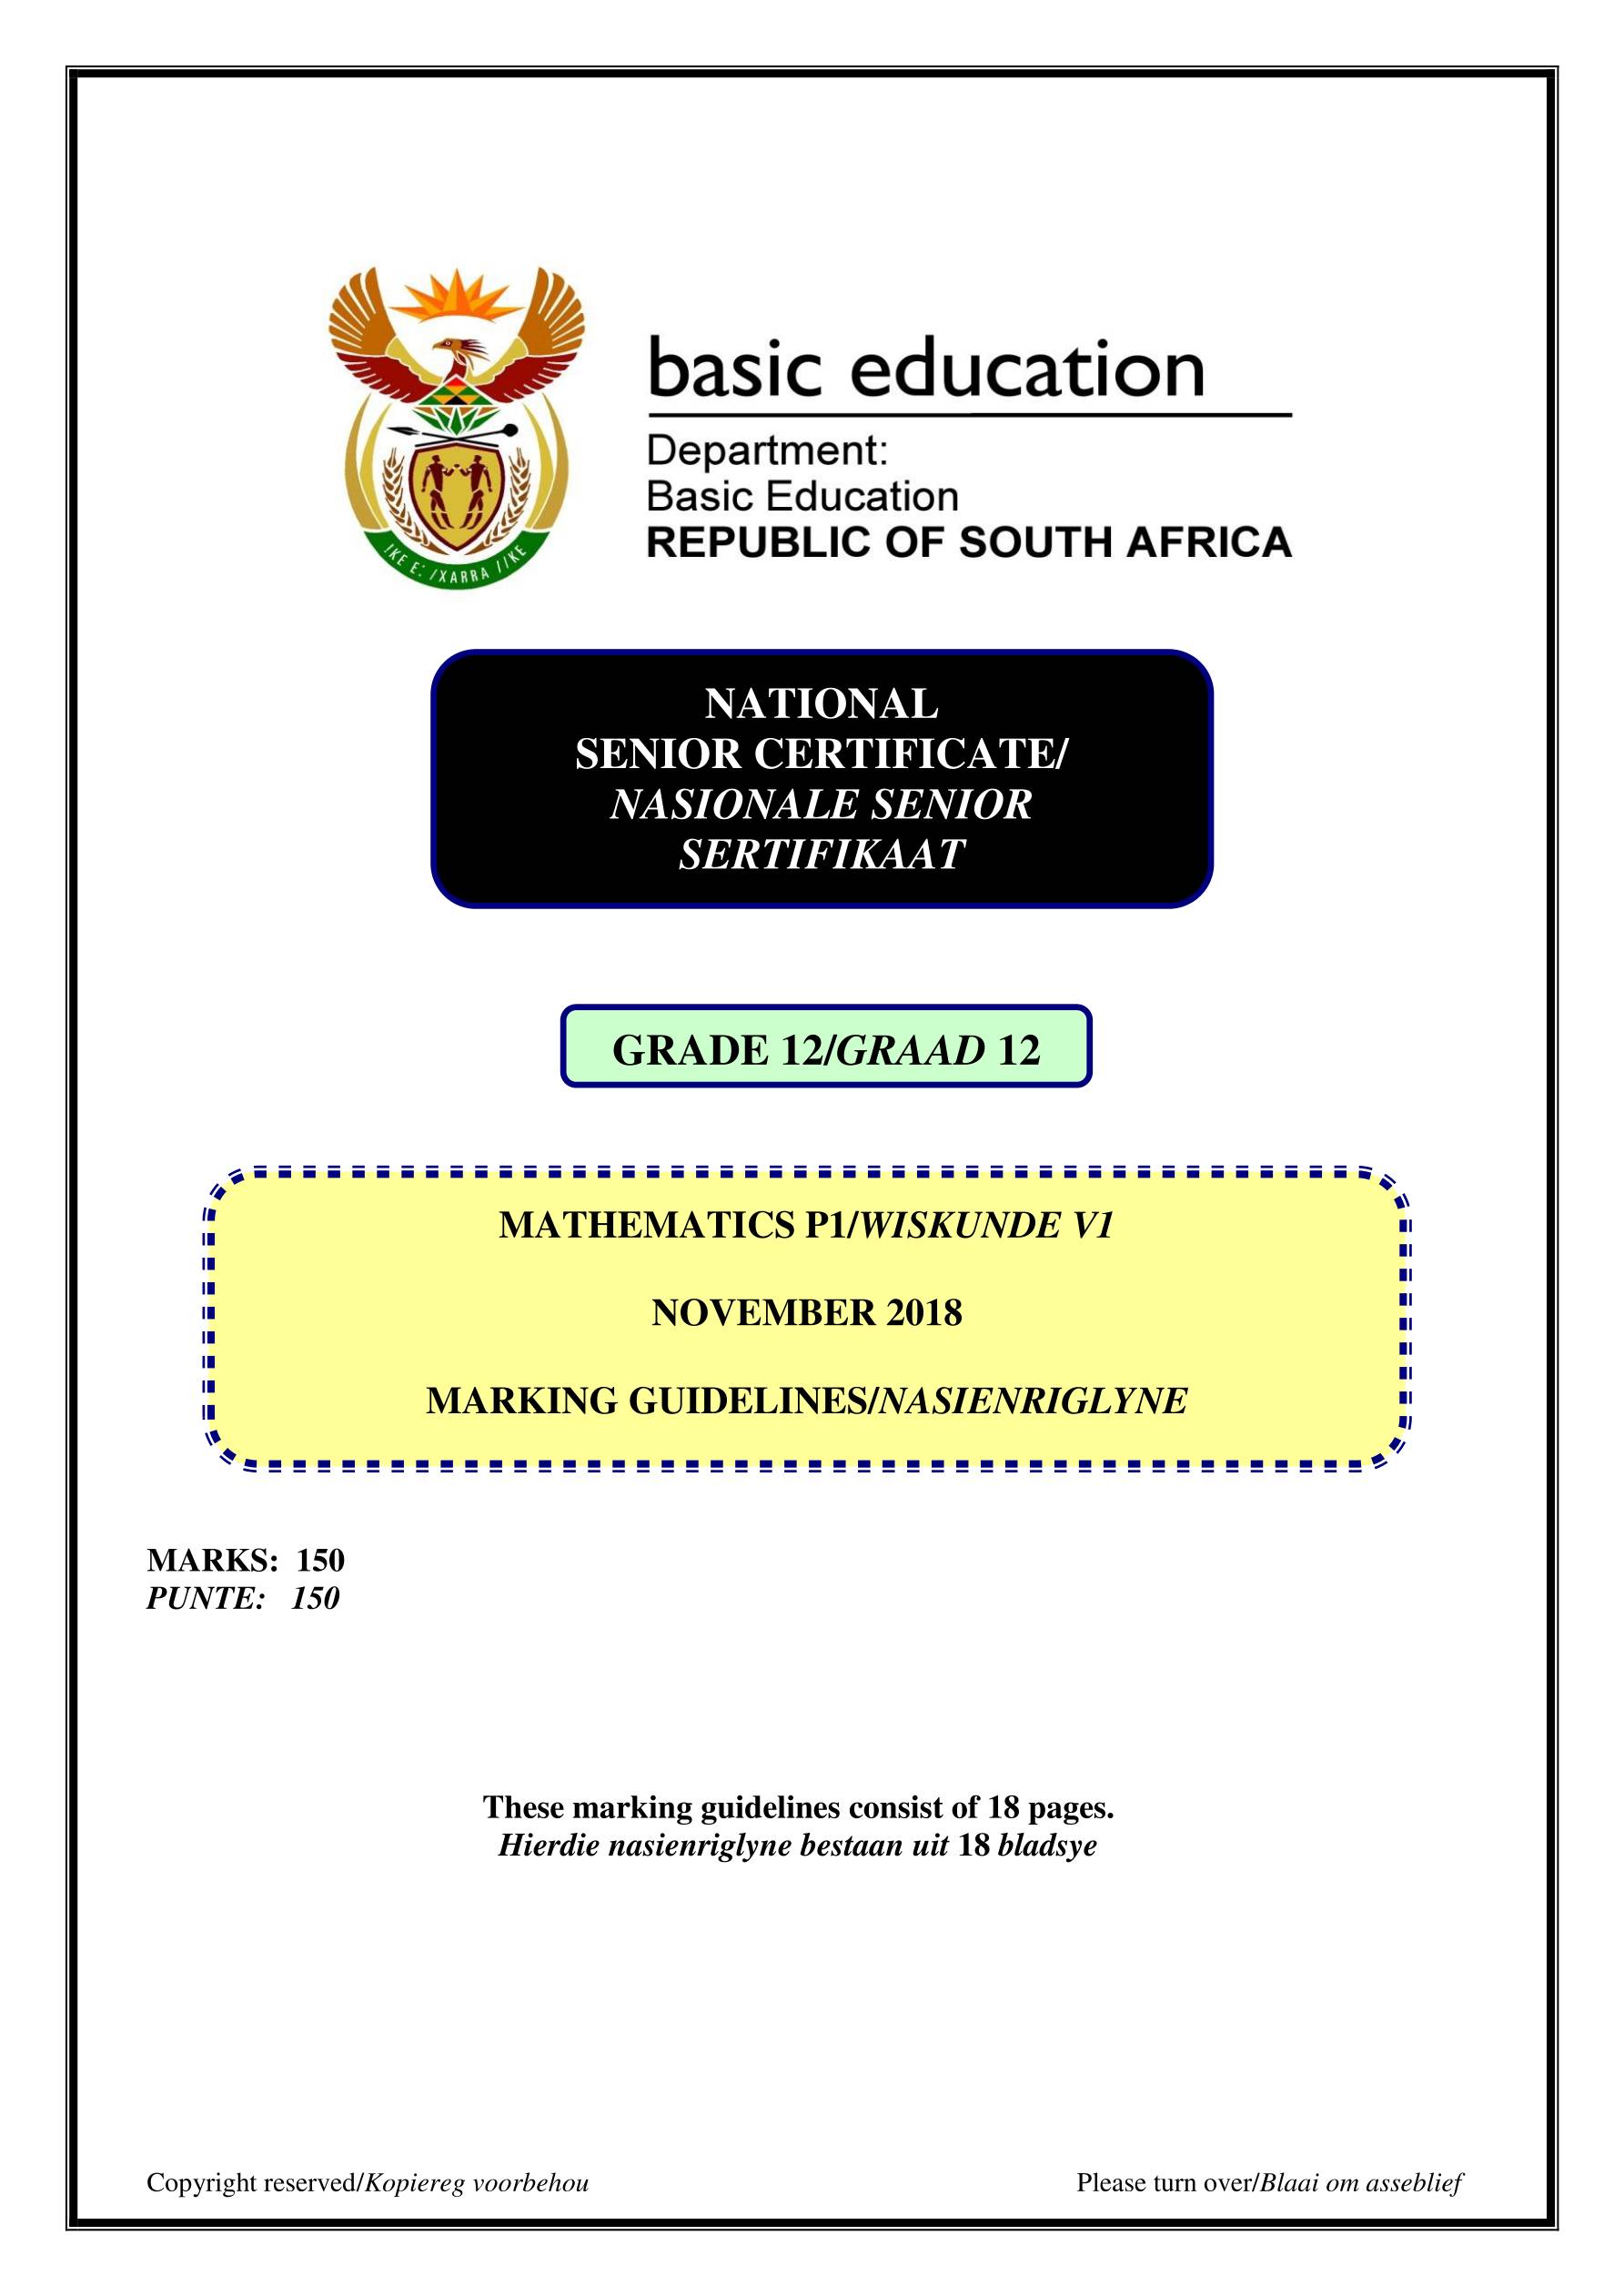 basic education
Department:
Basic Education
REPUBLIC OF SOUTH AFRICA
!KE E: /XARRA //KE
NATIONAL
SENIOR CERTIFICATE/
NASIONALE SENIOR
SERTIFIKAAT
GRADE 12/GRAAD 12
MATHEMATICS P1/WISKUNDE V1
NOVEMBER 2018
MARKING GUIDELINES/NASIENRIGLYNE
MARKS: 150
PUNTE: 150
These marking guidelines consist of 18 pages.
Hierdie nasienriglyne bestaan uit 18 bladsye
Copyright reserved/Kopiereg voorbehou
Please turn over/Blaai om asseblief